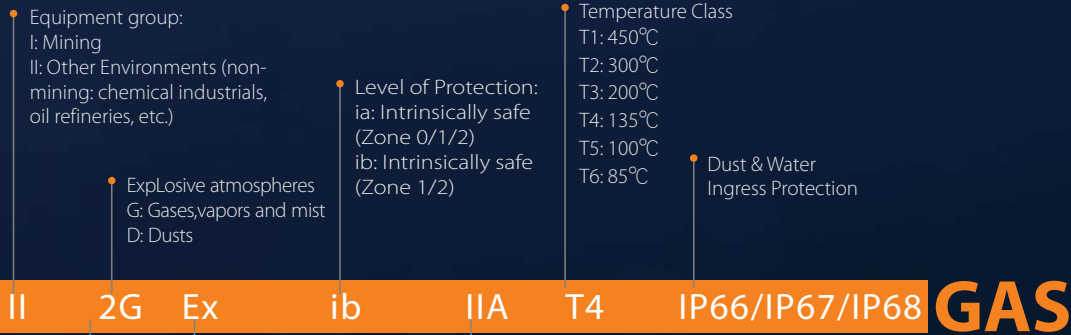 Equipment group:
I: Mining
II: Other Environments (non-
mining: chemical industrials,
oil refineries, etc.)
ExpLosive atmospheres
G: Gases,vapors and mist
D: Dusts
Level of Protection:
ia: Intrinsically safe
(Zone 0/1/2)
ib: Intrinsically safe
(Zone 1/2)
Temperature Class
T1: 450℃
T2: 300℃
T3: 200℃
T4: 135℃
T5: 100℃
T6: 85℃
Dust & Water
Ingress Protection
II 2G Ex ib IIA T4 IP66/IP67/IP68 GAS